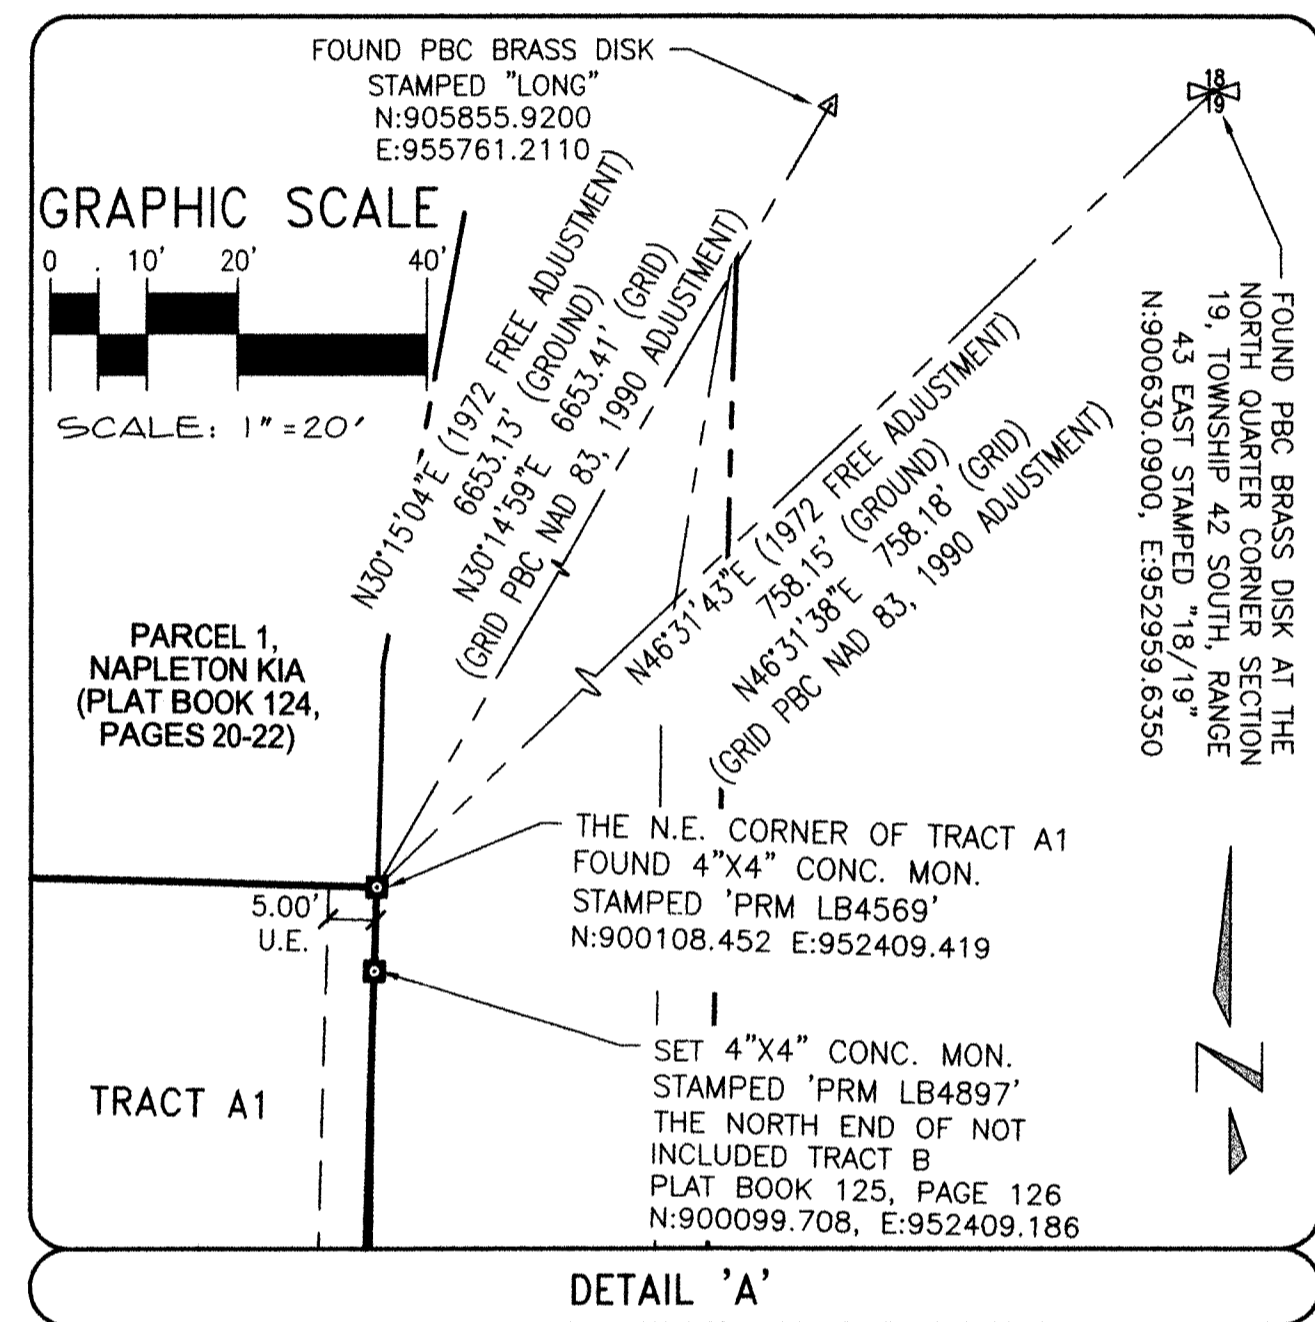 FOUND PBC BRASS DISK
STAMPED "LONG"
N:905855.9200
E:955761.2110
18
19
GRAPHIC SCALE
0 10' 20' 40'
SCALE: 1"=20'
N30°15'04"E (1972 FREE ADJUSTMENT)
6653.13' (GROUND)
N30°14'59"E 6653.41' (GRID)
(GRID PBC NAD 83, 1990 ADJUSTMENT)
N46°31'43"E (1972 FREE ADJUSTMENT)
758.15' (GROUND)
N46°31'38"E 758.18' (GRID)
(GRID PBC NAD 83, 1990 ADJUSTMENT)
FOUND PBC BRASS DISK AT THE
NORTH QUARTER CORNER SECTION
19, TOWNSHIP 42 SOUTH, RANGE
43 EAST STAMPED "18/19"
N:900630.0900, E:952959.6350
PARCEL 1,
NAPLETON KIA
(PLAT BOOK 124,
PAGES 20-22)
THE N.E. CORNER OF TRACT A1
FOUND 4"X4" CONC. MON.
STAMPED 'PRM LB4569'
N:900108.452 E:952409.419
5.00'
U.E.
SET 4"X4" CONC. MON.
STAMPED 'PRM LB4897'
THE NORTH END OF NOT
INCLUDED TRACT B
PLAT BOOK 125, PAGE 126
N:900099.708, E:952409.186
TRACT A1
N
DETAIL 'A'